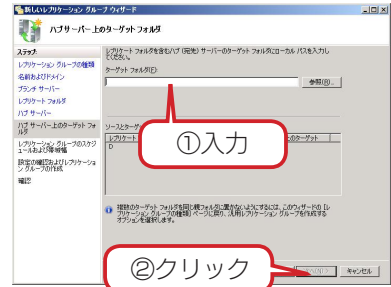 新しいレプリケーション グループ ウィザード
ハブ サーバー上のターゲット フォルダ
ステップ:
レプリケーション グループの種類
名前およびドメイン
ブランチ サーバー
レプリケート フォルダ
ハブ サーバー
ハブ サーバー上のターゲット フォ
ルダ
レプリケーション グループのスケジ
ュールおよび帯域幅
設定の確認およびレプリケーショ
ン グループの作成
確認
レプリケート フォルダを含むハブ (宛先) サーバーのターゲット フォルダにローカル パスを入力し
てください。
ターゲット フォルダ(E):
参照(R)...
①入力
ソースとターゲ
レプリケート
上のターゲット
D
複数のターゲット フォルダを同じ親フォルダに置かないようにするには、このウィザードの [レ
プリケーション グループの種類] ページに戻り、汎用レプリケーション グループを作成する
オプションを選択します。
②クリック
キャンセル